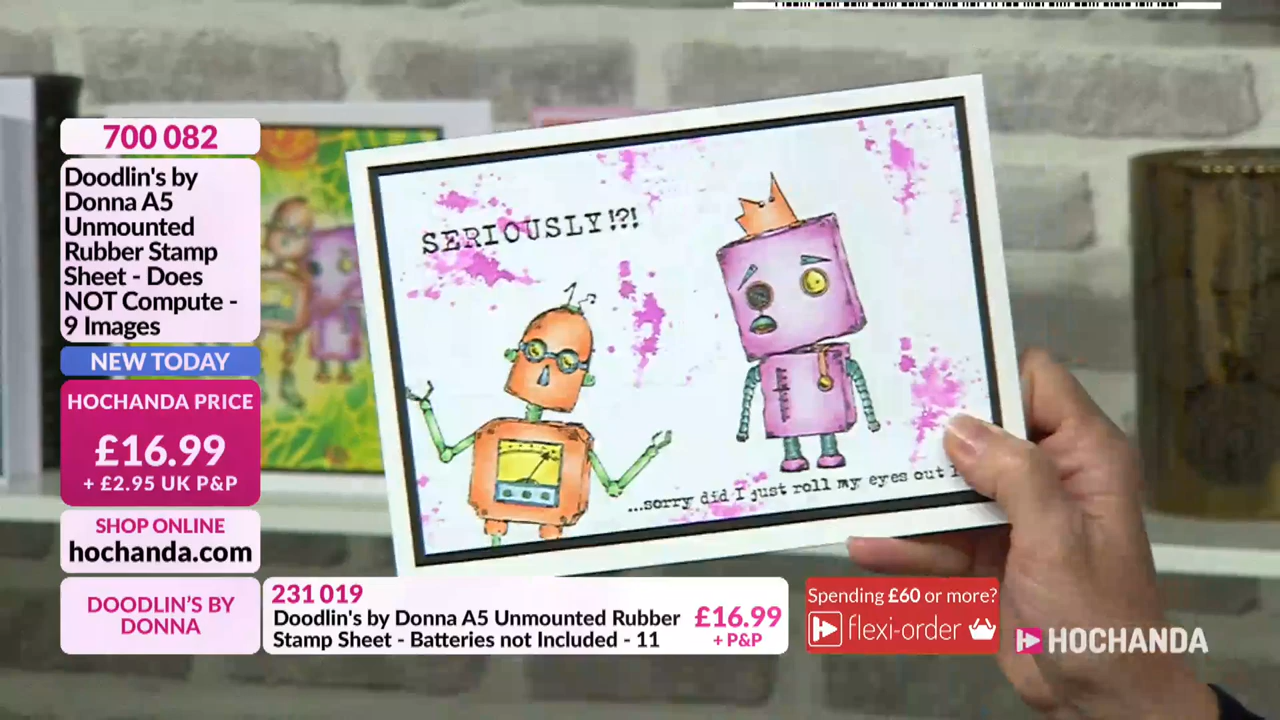 700 082
Doodlin's by
Donna A5
Unmounted
Rubber Stamp
Sheet - Does
NOT Compute -
9 Images
NEW TODAY
HOCHANDA PRICE
£16.99
+ £2.95 UK P&P
SHOP ONLINE
hochanda.com
DOODLIN'S BY
DONNA
SERIOUSLY!?!
...sorry did I just roll my eyes out
231 019
Doodlin's by Donna A5 Unmounted Rubber
Stamp Sheet - Batteries not Included - 11
£16.99
+ P&P
Spending £60 or more?
flexi-order
HOCHANDA